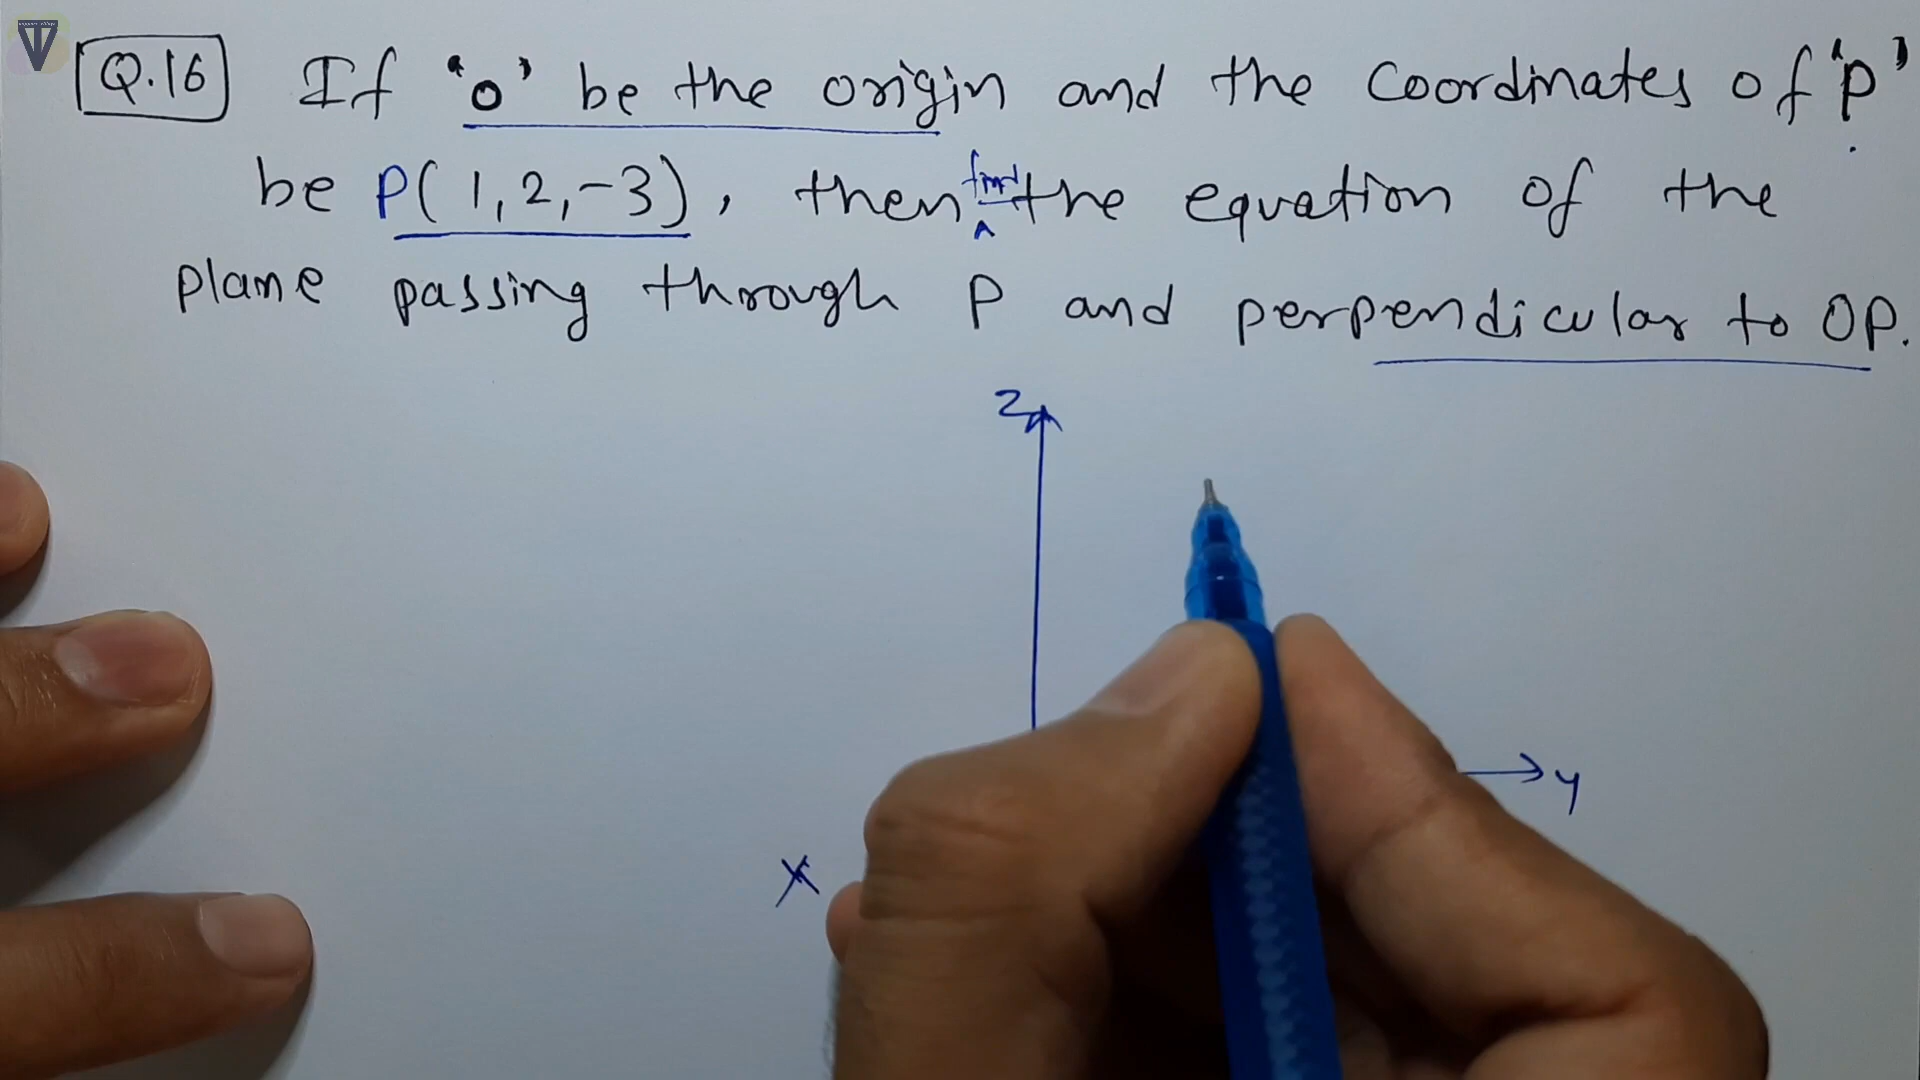 Q.16 If 'o' be the origin and the coordinates of 'p'
be P(1,2,-3), then find the equation of the
plane passing through P and perpendicular to OP.
Z
y
X